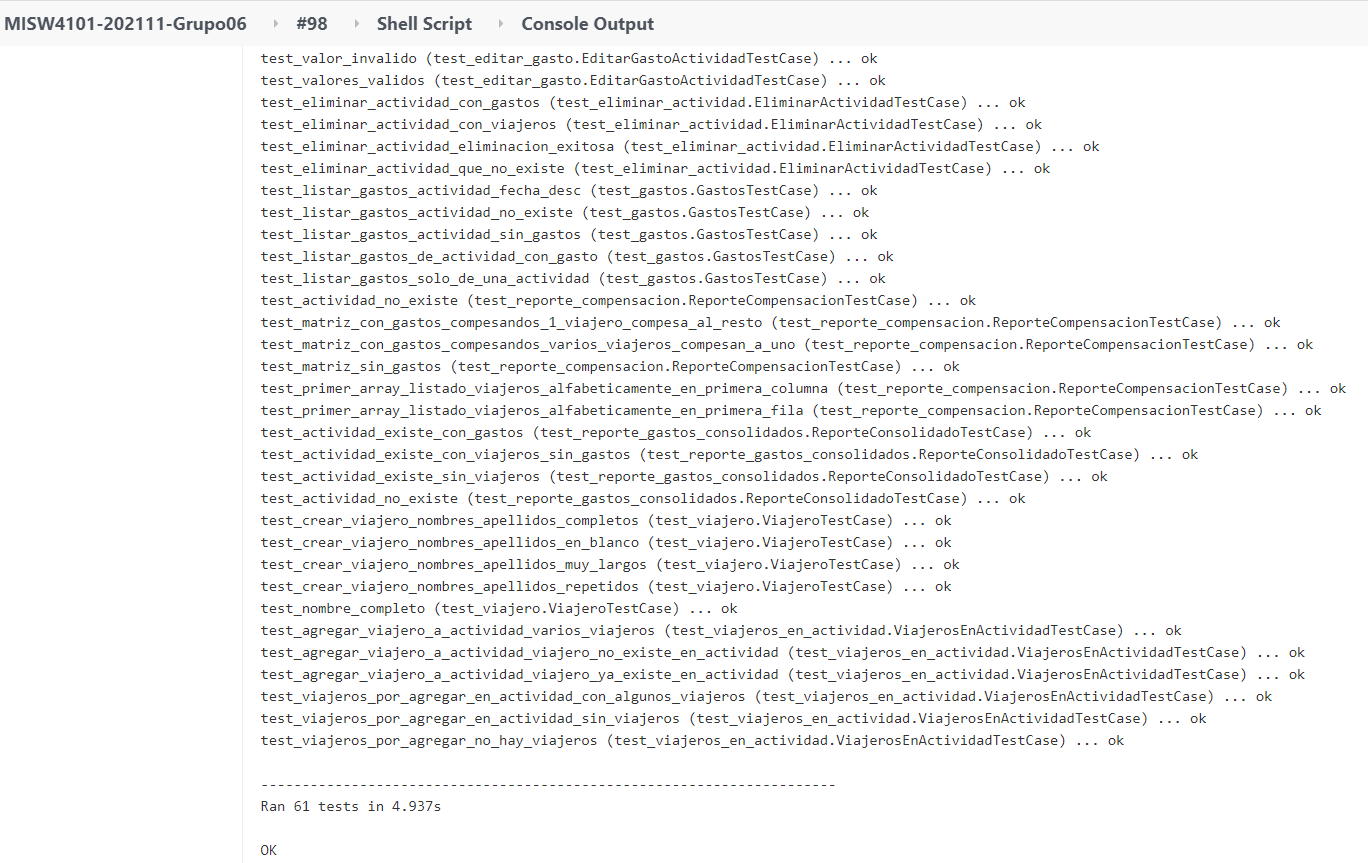 MISW4101-202111-Grupo06 #98 Shell Script Console Output
test_valor_invalido (test_editar_gasto.EditarGastoActividadTestCase) ... ok
test_valores_validos (test_editar_gasto.EditarGastoActividadTestCase) ... ok
test_eliminar_actividad_con_gastos (test_eliminar_actividad.EliminarActividadTestCase) ... ok
test_eliminar_actividad_con_viajeros (test_eliminar_actividad.EliminarActividadTestCase) ... ok
test_eliminar_actividad_eliminacion_exitosa (test_eliminar_actividad.EliminarActividadTestCase) ... ok
test_eliminar_actividad_que_no_existe (test_eliminar_actividad.EliminarActividadTestCase) ... ok
test_listar_gastos_actividad_fecha_desc (test_gastos.GastosTestCase) ... ok
test_listar_gastos_actividad_no_existe (test_gastos.GastosTestCase) ... ok
test_listar_gastos_actividad_sin_gastos (test_gastos.GastosTestCase) ... ok
test_listar_gastos_de_actividad_con_gasto (test_gastos.GastosTestCase) ... ok
test_listar_gastos_solo_de_una_actividad (test_gastos.GastosTestCase) ... ok
test_actividad_no_existe (test_reporte_compensacion.ReporteCompensacionTestCase) ... ok
test_matriz_con_gastos_compesandos_1_viajero_compesa_al_resto (test_reporte_compensacion.ReporteCompensacionTestCase) ... ok
test_matriz_con_gastos_compesandos_varios_viajeros_compesan_a_uno (test_reporte_compensacion.ReporteCompensacionTestCase) ... ok
test_matriz_sin_gastos (test_reporte_compensacion.ReporteCompensacionTestCase) ... ok
test_primer_array_listado_viajeros_alfabeticamente_en_primera_columna (test_reporte_compensacion.ReporteCompensacionTestCase) ... ok
test_primer_array_listado_viajeros_alfabeticamente_en_primera_fila (test_reporte_compensacion.ReporteCompensacionTestCase) ... ok
test_actividad_existe_con_gastos (test_reporte_gastos_consolidados.ReporteConsolidadoTestCase) ... ok
test_actividad_existe_con_viajeros_sin_gastos (test_reporte_gastos_consolidados.ReporteConsolidadoTestCase) ... ok
test_actividad_existe_sin_viajeros (test_reporte_gastos_consolidados.ReporteConsolidadoTestCase) ... ok
test_actividad_no_existe (test_reporte_gastos_consolidados.ReporteConsolidadoTestCase) ... ok
test_crear_viajero_nombres_apellidos_completos (test_viajero.ViajeroTestCase) ... ok
test_crear_viajero_nombres_apellidos_en_blanco (test_viajero.ViajeroTestCase) ... ok
test_crear_viajero_nombres_apellidos_muy_largos (test_viajero.ViajeroTestCase) ... ok
test_crear_viajero_nombres_apellidos_repetidos (test_viajero.ViajeroTestCase) ... ok
test_nombre_completo (test_viajero.ViajeroTestCase) ... ok
test_agregar_viajero_a_actividad_varios_viajeros (test_viajeros_en_actividad.ViajerosEnActividadTestCase) ... ok
test_agregar_viajero_a_actividad_viajero_no_existe_en_actividad (test_viajeros_en_actividad.ViajerosEnActividadTestCase) ... ok
test_agregar_viajero_a_actividad_viajero_ya_existe_en_actividad (test_viajeros_en_actividad.ViajerosEnActividadTestCase) ... ok
test_viajeros_por_agregar_en_actividad_con_algunos_viajeros (test_viajeros_en_actividad.ViajerosEnActividadTestCase) ... ok
test_viajeros_por_agregar_en_actividad_sin_viajeros (test_viajeros_en_actividad.ViajerosEnActividadTestCase) ... ok
test_viajeros_por_agregar_no_hay_viajeros (test_viajeros_en_actividad.ViajerosEnActividadTestCase) ... ok
----------------------------------------------------------------------
Ran 61 tests in 4.937s
OK